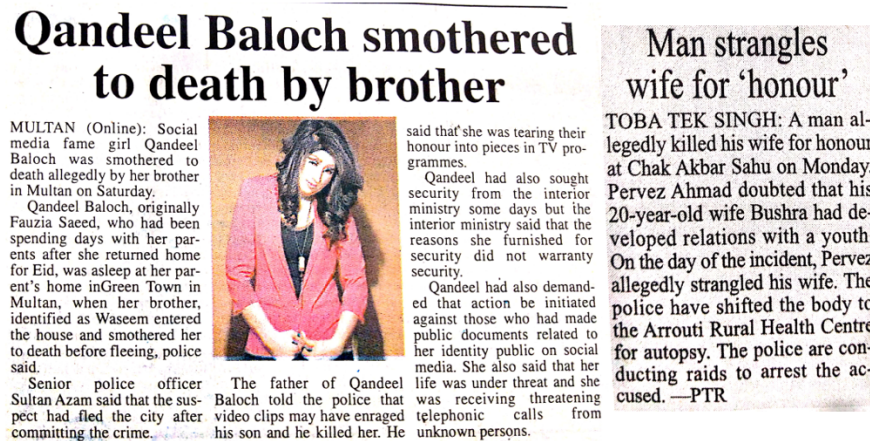 Qandeel Baloch smothered
to death by brother
MULTAN (Online): Social
media fame girl Qandeel
Baloch was smothered to
death allegedly by her brother
in Multan on Saturday.
Qandeel Baloch, originally
Fauzia Saeed, who had been
spending days with her par-
ents after she returned home
for Eid, was asleep at her par-
ent's home inGreen Town in
Multan, when her brother,
identified as Waseem entered
the house and smothered her
to death before fleeing, police
said.
Senior police officer
Sultan Azam said that the sus-
pect had fled the city after
committing the crime.
The father of Qandeel
Baloch told the police that
video clips may have enraged
his son and he killed her. He
said that she was tearing their
honour into pieces in TV pro-
grammes.
Qandeel had also sought
security from the interior
ministry some days but the
interior ministry said that the
reasons she furnished for
security did not warrant
security.
Qandeel had also demand-
ed that action be initiated
against those who had made
public documents related to
her identity public on social
media. She also said that her
life was under threat and she
was receiving threatening
telephonic calls from
unknown persons.
Man strangles
wife for ‘honour’
TOBA TEK SINGH: A man al-
legedly killed his wife for honour
at Chak Akbar Sahu on Monday.
Pervez Ahmad doubted that his
20-year-old wife Bushra had de-
veloped relations with a youth.
On the day of the incident, Pervez
allegedly strangled his wife. The
police have shifted the body to
the Arrouti Rural Health Centre
for autopsy. The police are con-
ducting raids to arrest the ac-
cused. —PTR